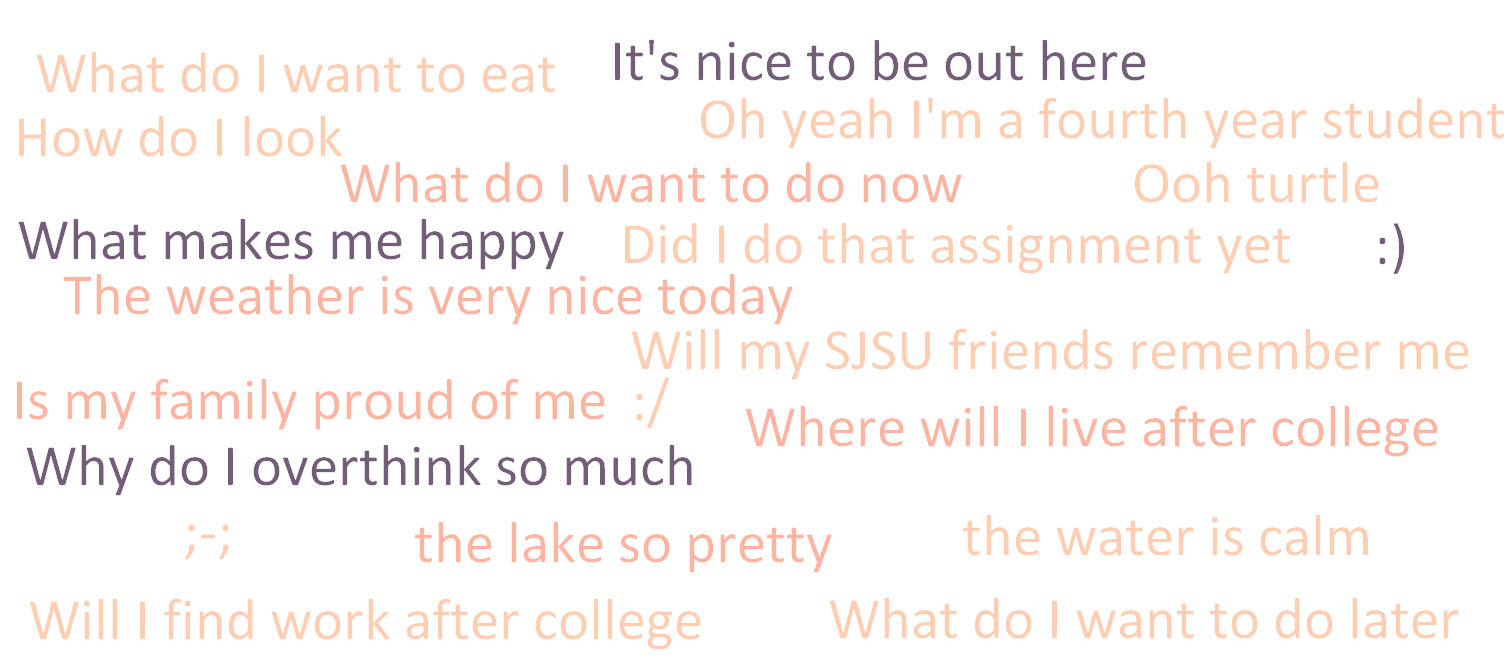 What do I want to eat
It's nice to be out here
Oh yeah I'm a fourth year student
How do I look
What do I want to do now
Ooh turtle
What makes me happy
Did I do that assignment yet
:)
The weather is very nice today
Will my SJSU friends remember me
Is my family proud of me
:/
Where will I live after college
Why do I overthink so much
;-;
the lake so pretty
the water is calm
Will I find work after college
What do I want to do later